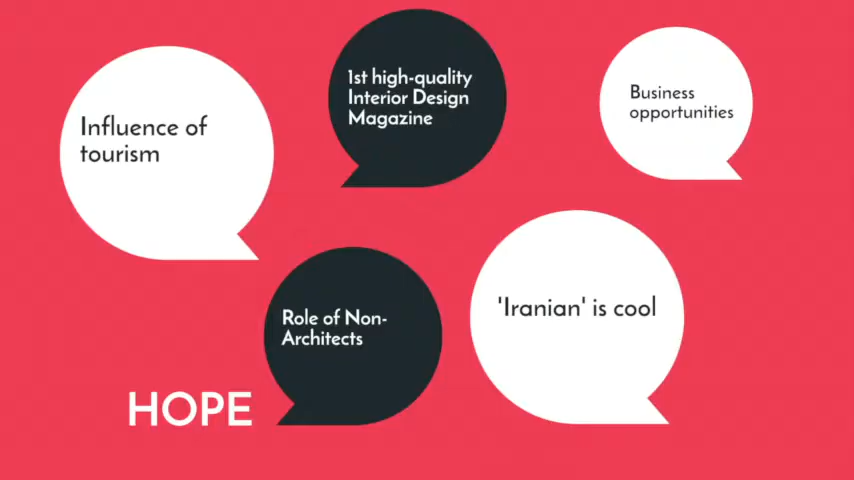 Influence of
tourism
1st high-quality
Interior Design
Magazine
Business
opportunities
Role of Non-
Architects
'Iranian' is cool
HOPE